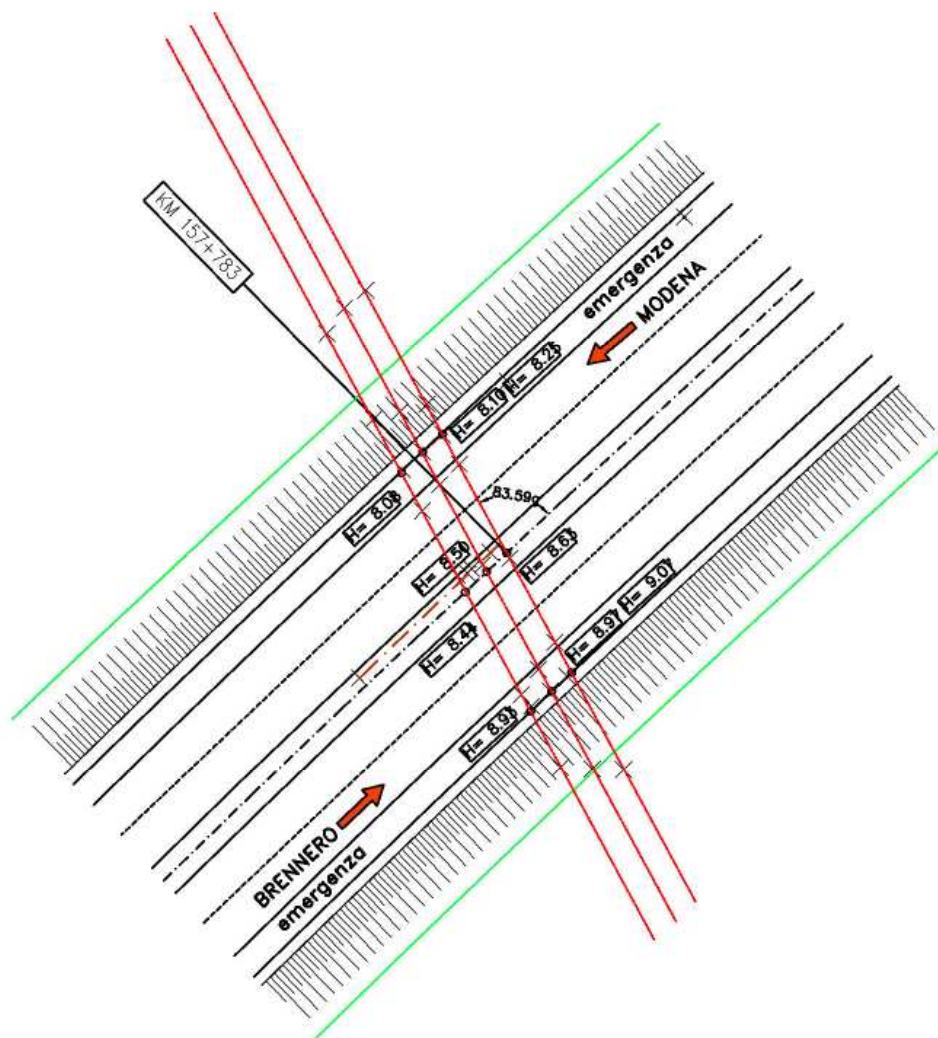 KM 157+783
emergenza
MODENA
H= 8.25
H= 8.10
H= 8.08
83.59g
H= 8.50
H= 8.63
H= 8.44
H= 9.07
H= 8.97
H= 8.93
BRENNERO
emergenza